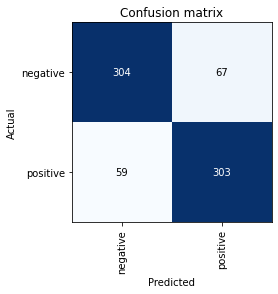 Confusion matrix
Actual
negative 304 67
positive 59 303
negative positive
Predicted